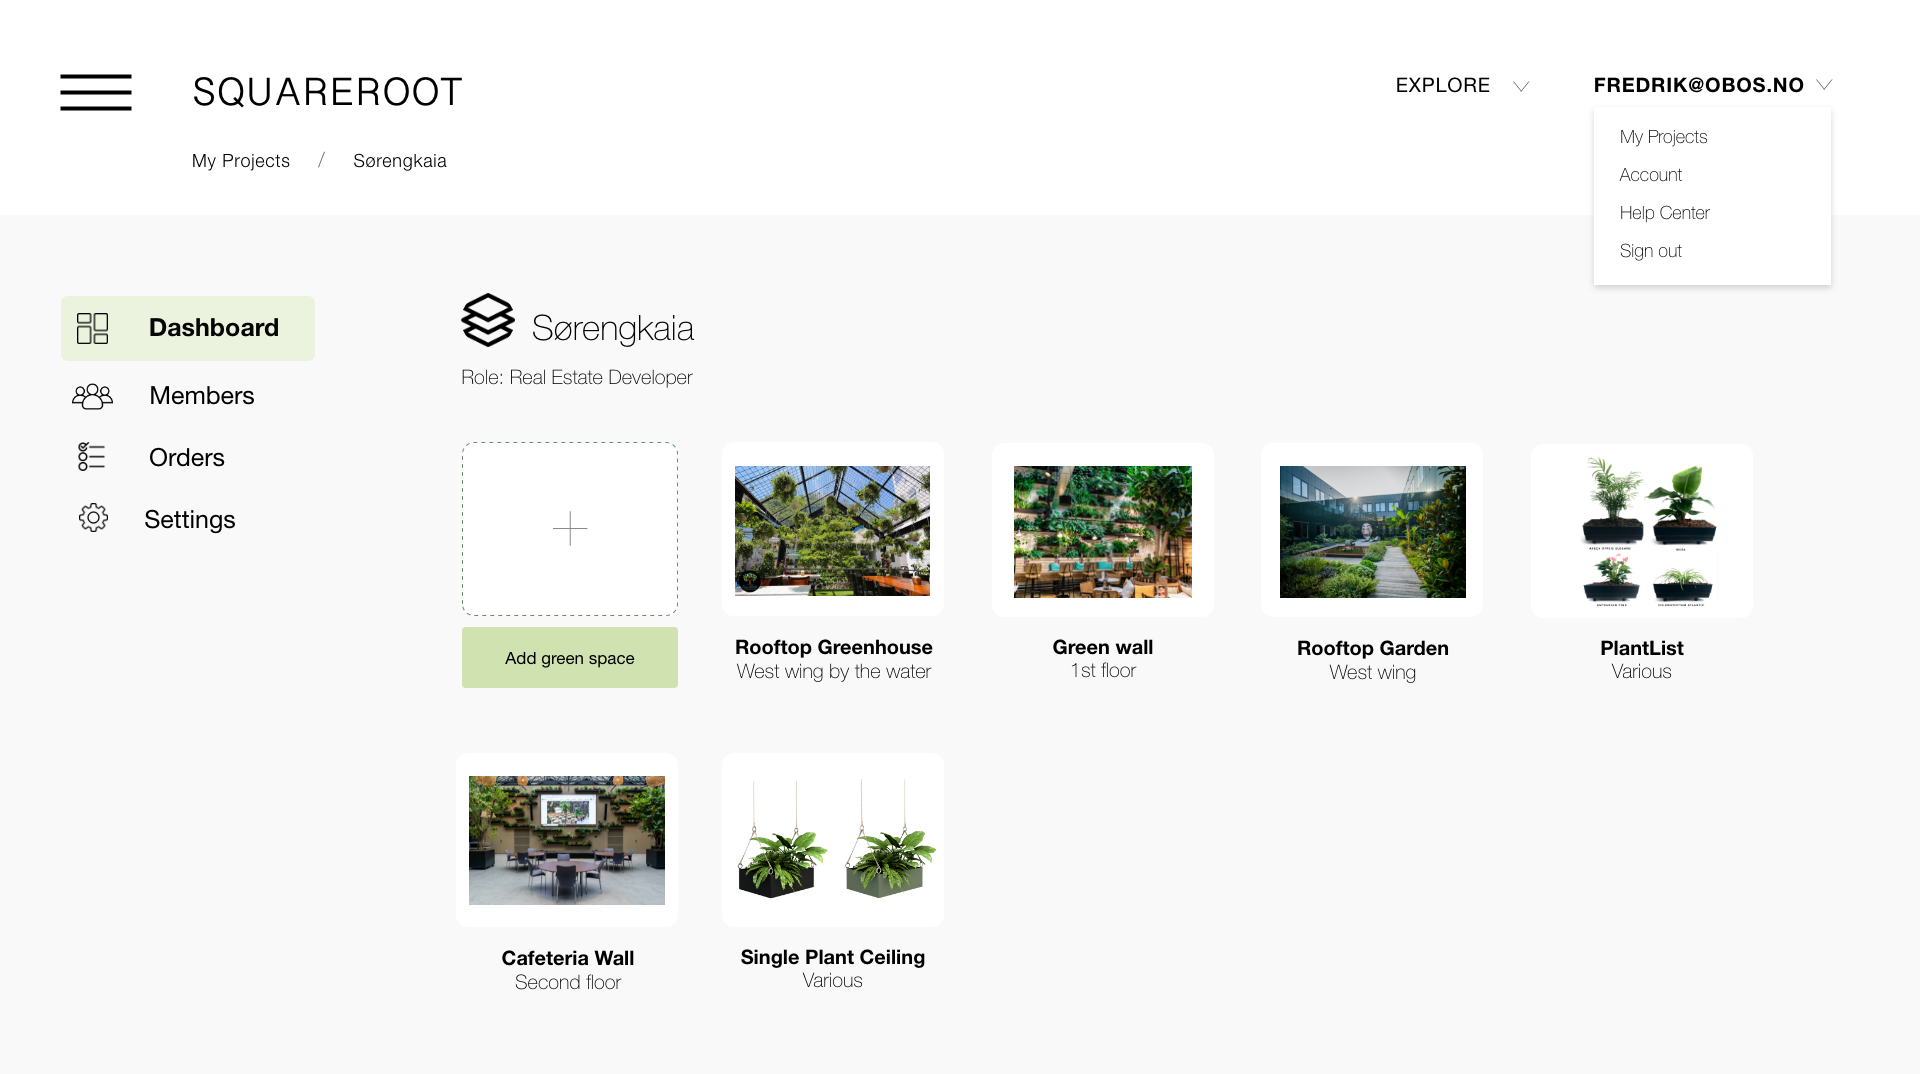 SQUAREROOT
EXPLORE
FREDRIK@OBOS.NO
My Projects / Sørengkaia
My Projects
Account
Help Center
Sign out
Dashboard
Members
Orders
Settings
Sørengkaia
Role: Real Estate Developer
Add green space
Rooftop Greenhouse
West wing by the water
Green wall
1st floor
Rooftop Garden
West wing
PlantList
Various
Cafeteria Wall
Second floor
Single Plant Ceiling
Various